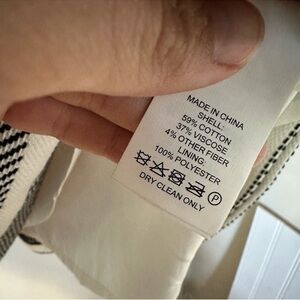 MADE IN CHINA
SHELL:
59% COTTON
37% VISCOSE
4% OTHER FIBER
LINING:
100% POLYESTER
P
DRY CLEAN ONLY